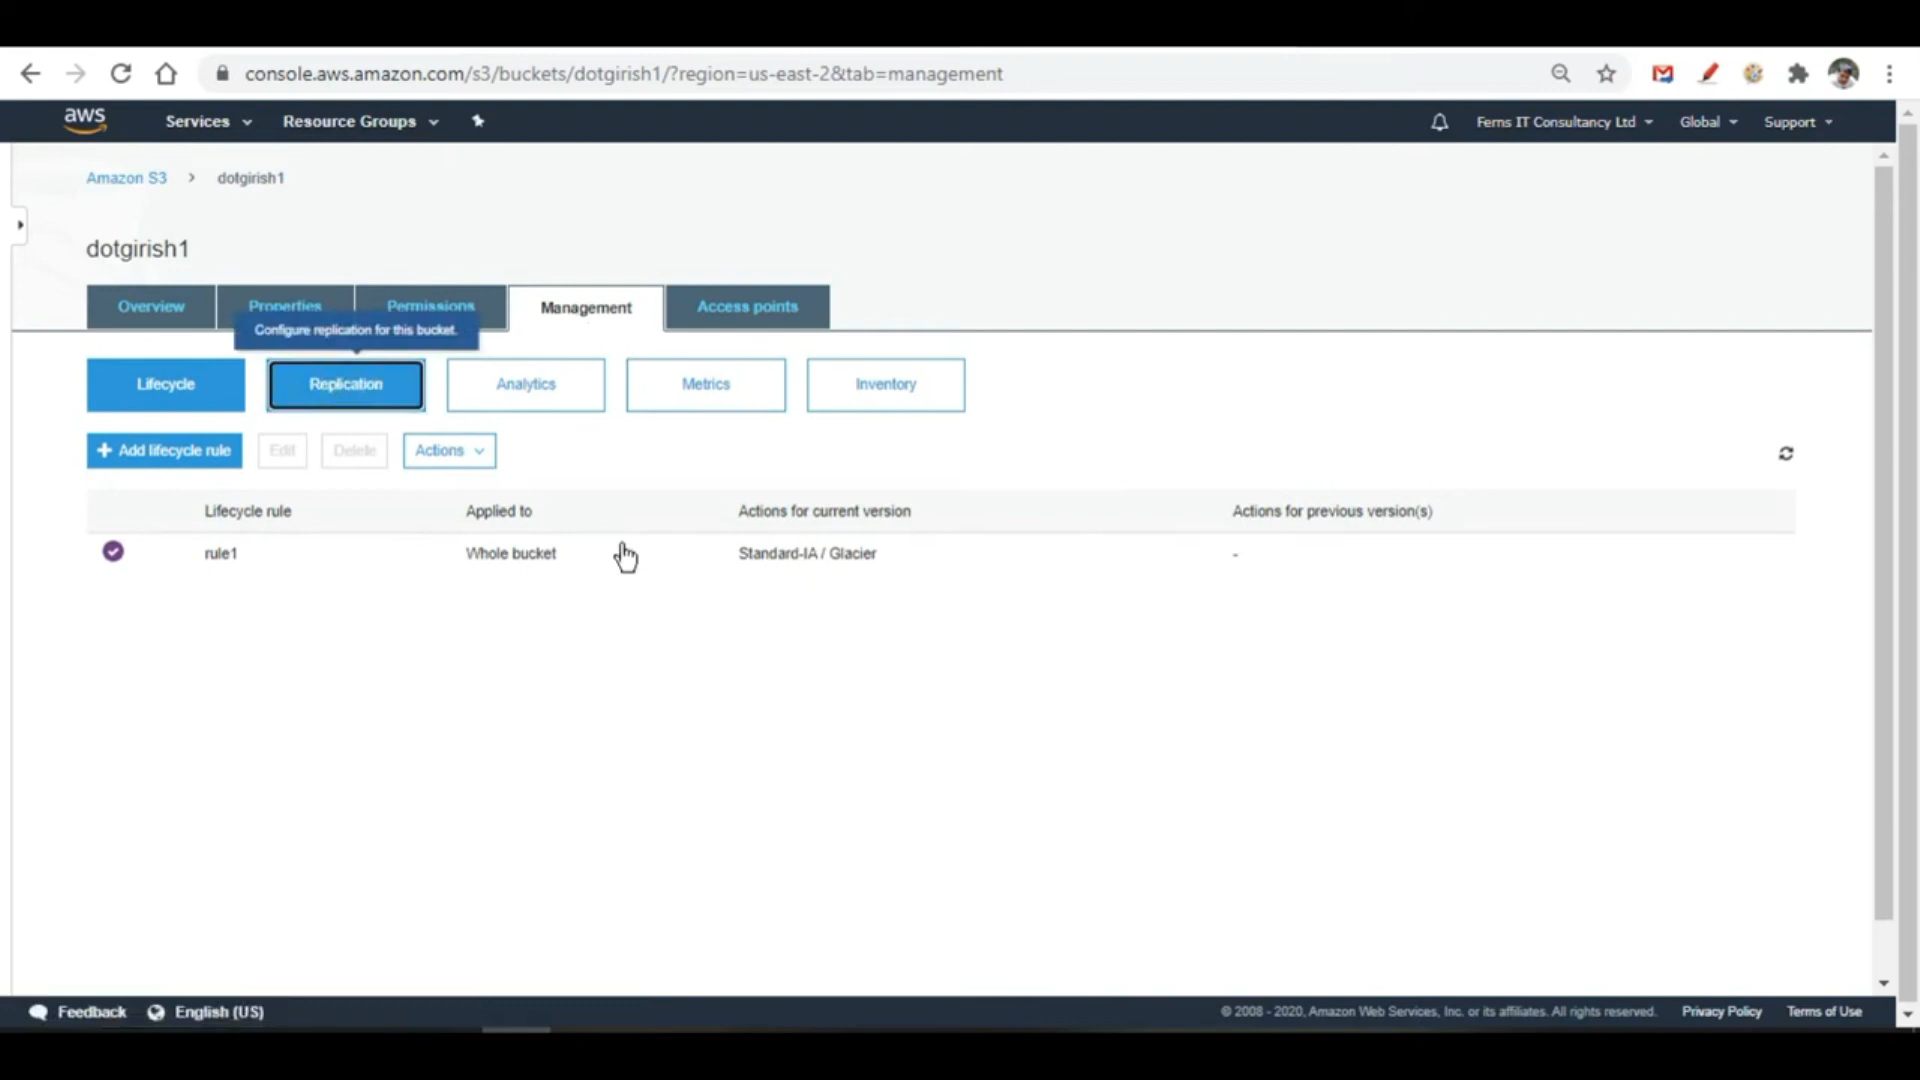 console.aws.amazon.com/s3/buckets/dotgirish1/?region=us-east-2&tab=management
aws Services Resource Groups Ferns IT Consultancy Ltd Global Support
Amazon S3 > dotgirish1
dotgirish1
Overview Properties Permissions Management Access points
Configure replication for this bucket.
Lifecycle Replication Analytics Metrics Inventory
+ Add lifecycle rule Edit Delete Actions
Lifecycle rule Applied to Actions for current version Actions for previous version(s)
rule1 Whole bucket Standard-IA / Glacier -
Feedback English (US) © 2008 - 2020, Amazon Web Services, Inc. or its affiliates. All rights reserved. Privacy Policy Terms of Use